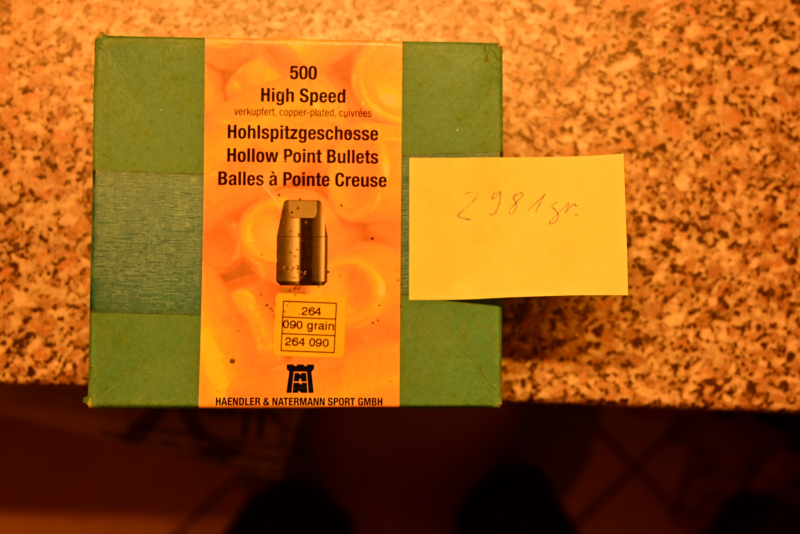 500
High Speed
verkupfert, copper-plated, cuivrées
Hohlspitzgeschosse
Hollow Point Bullets
Balles à Pointe Creuse
.264
090 grain
264 090
HAENDLER & NATERMANN SPORT GMBH
2981 gr.